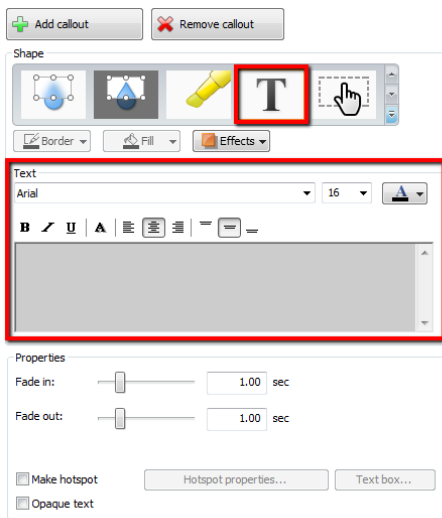 Add callout Remove callout
Shape
T
Border Fill Effects
Text
Arial 16 A
B I U A
Properties
Fade in: 1.00 sec
Fade out: 1.00 sec
Make hotspot Hotspot properties... Text box...
Opaque text